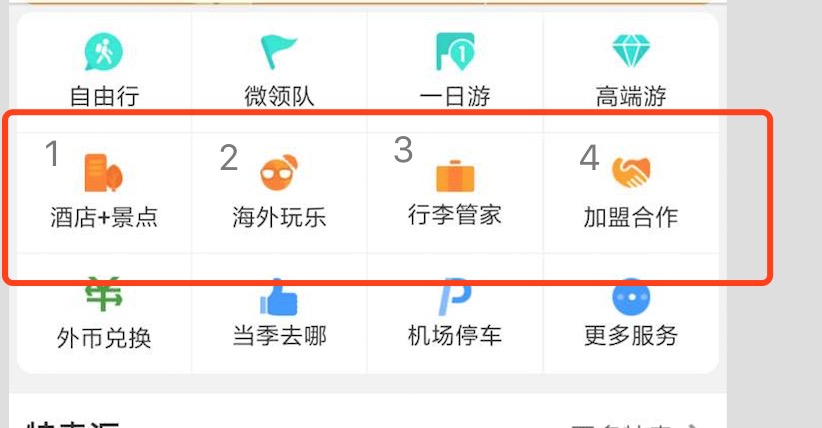 自由行 微领队 一日游 高端游
1 2 3 4
酒店+景点 海外玩乐 行李管家 加盟合作
外币兑换 当季去哪 机场停车 更多服务